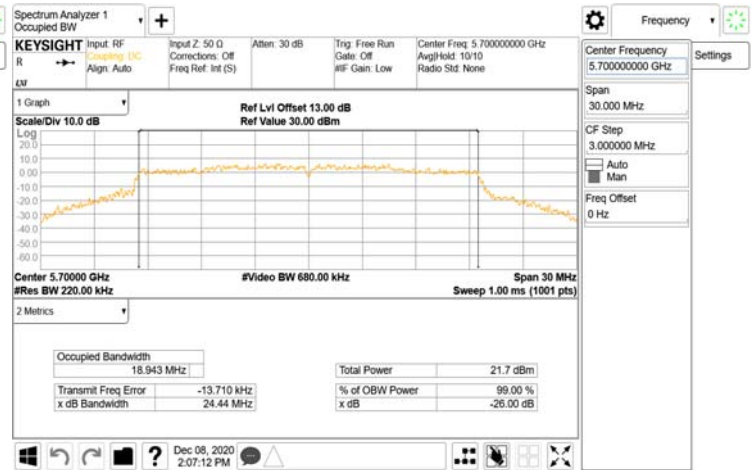 Spectrum Analyzer 1
Occupied BW
Frequency
KEYSIGHT
R
Input: RF
Coupling: DC
Align: Auto
Input Z: 50 Ω
Corrections: Off
Freq Ref: Int (S)
Atten: 30 dB
Trig: Free Run
Gate: Off
#IF Gain: Low
Center Freq: 5.700000000 GHz
Avg|Hold: 10/10
Radio Std: None
Center Frequency
5.700000000 GHz
Settings
Span
30.000 MHz
CF Step
3.000000 MHz
Auto
Man
Freq Offset
0 Hz
1 Graph
Scale/Div 10.0 dB
Ref Lvl Offset 13.00 dB
Ref Value 30.00 dBm
Log
20.0
10.0
0.00
-10.0
-20.0
-30.0
-40.0
-50.0
-60.0
Center 5.70000 GHz
#Res BW 220.00 kHz
#Video BW 680.00 kHz
Span 30 MHz
Sweep 1.00 ms (1001 pts)
2 Metrics
Occupied Bandwidth
18.943 MHz
Transmit Freq Error -13.710 kHz
x dB Bandwidth 24.44 MHz
Total Power 21.7 dBm
% of OBW Power 99.00 %
x dB -26.00 dB
?
Dec 08, 2020
2:07:12 PM